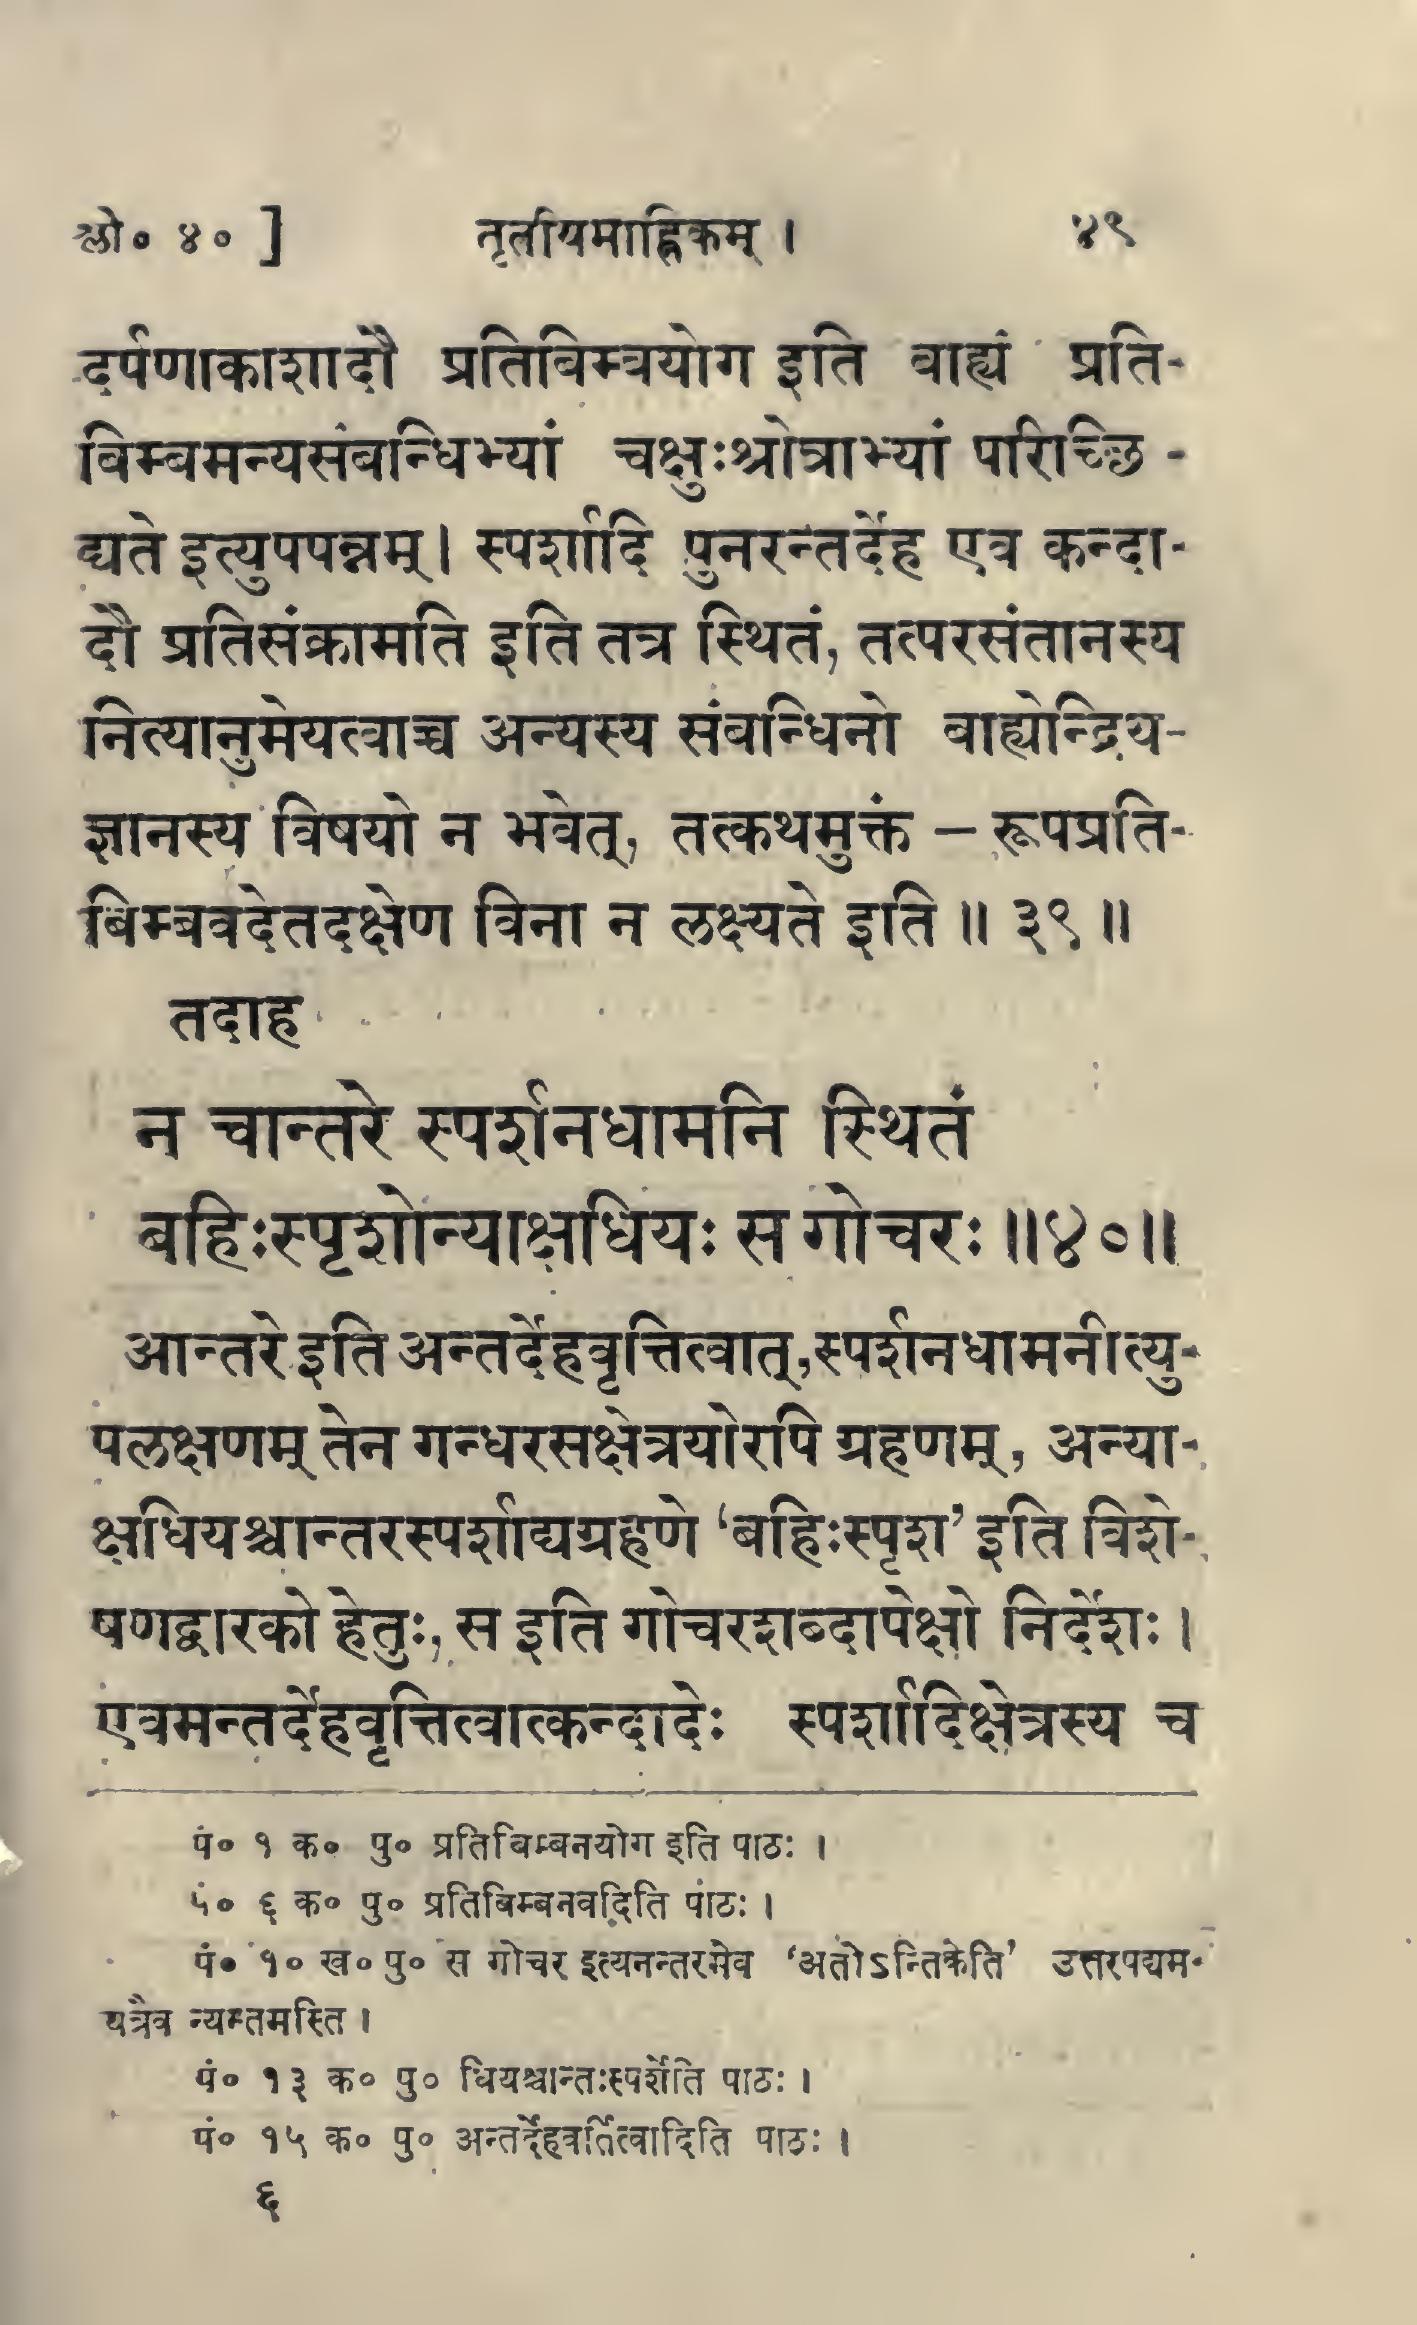 श्लो० ४० ] तृतीयमाह्निकम् । ४९
दर्पणाकाशादौ प्रतिबिम्बयोग इति बाह्यं प्रति-
बिम्बमन्यसंबन्धिभ्यां चक्षुःश्रोत्राभ्यां परिच्छि-
द्यते इत्युपपन्नम् । स्पर्शादि पुनरन्तर्देह एव कन्दा-
दौ प्रतिसंक्रामति इति तत्र स्थितं, तत्परसंतानस्य
नित्यानुमेयत्वाच्च अन्यस्य संबन्धिनो बाह्येन्द्रिय-
ज्ञानस्य विषयो न भवेत्, तत्कथमुक्तं – रूपप्रति-
बिम्बवदेतदक्षेण विना न लक्ष्यते इति ॥ ३९ ॥
तदाह
न चान्तरे स्पर्शनधामनि स्थितं
बहिःस्पृशोन्याक्षधियः स गोचरः ॥४०॥
आन्तरे इति अन्तर्देहवृत्तित्वात्, स्पर्शनधामनीत्यु-
पलक्षणम् तेन गन्धरसक्षेत्रयोरपि ग्रहणम्, अन्या-
क्षधियश्चान्तरस्पर्शाद्यग्रहणे ‘बहिःस्पृश’ इति विशे-
षणद्वारको हेतुः, स इति गोचरशब्दापेक्षो निर्देशः ।
एवमन्तर्देहवृत्तित्वात्कन्दादेः स्पर्शादिक्षेत्रस्य च
पं० १ क० पु० प्रतिबिम्बनयोग इति पाठः ।
पं० ६ क० पु० प्रतिबिम्बनवदिति पाठः ।
पं० १० ख० पु० स गोचर इत्यनन्तरमेव ‘अतोऽन्तिकेति’ उत्तरपद्यम-
यत्रैव न्यस्तमस्ति ।
पं० १३ क० पु० धियश्चान्तःस्पर्शेति पाठः ।
पं० १५ क० पु० अन्तर्देहवर्तित्वादिति पाठः ।
६